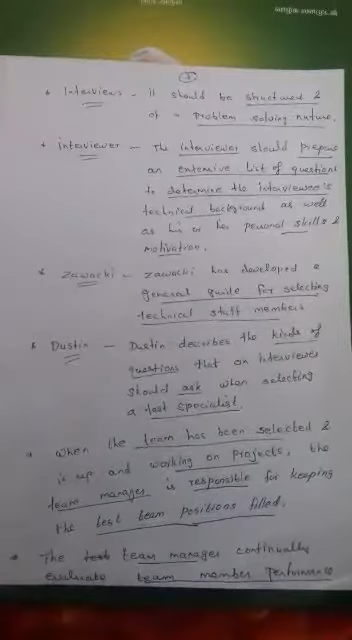 வாழ்க வளமுடன்
3
* Interviews - it should be structured &
of a problem solving nature.
* interviewer - The interviewer should prepare
an extensive list of questions
to determine the interviewee's
technical background as well
as his or her personal skills &
motivation.
* Zawacki - Zawacki has developed a
general guide for selecting
technical staff members
* Dustin - Dustin describes the kinds of
questions that an interviewer
should ask when selecting
a test specialist.
* When the team has been selected &
is up and working on projects, the
team manager is responsible for keeping
the test team positions filled.
* The test team manager continually
evaluate team member performance